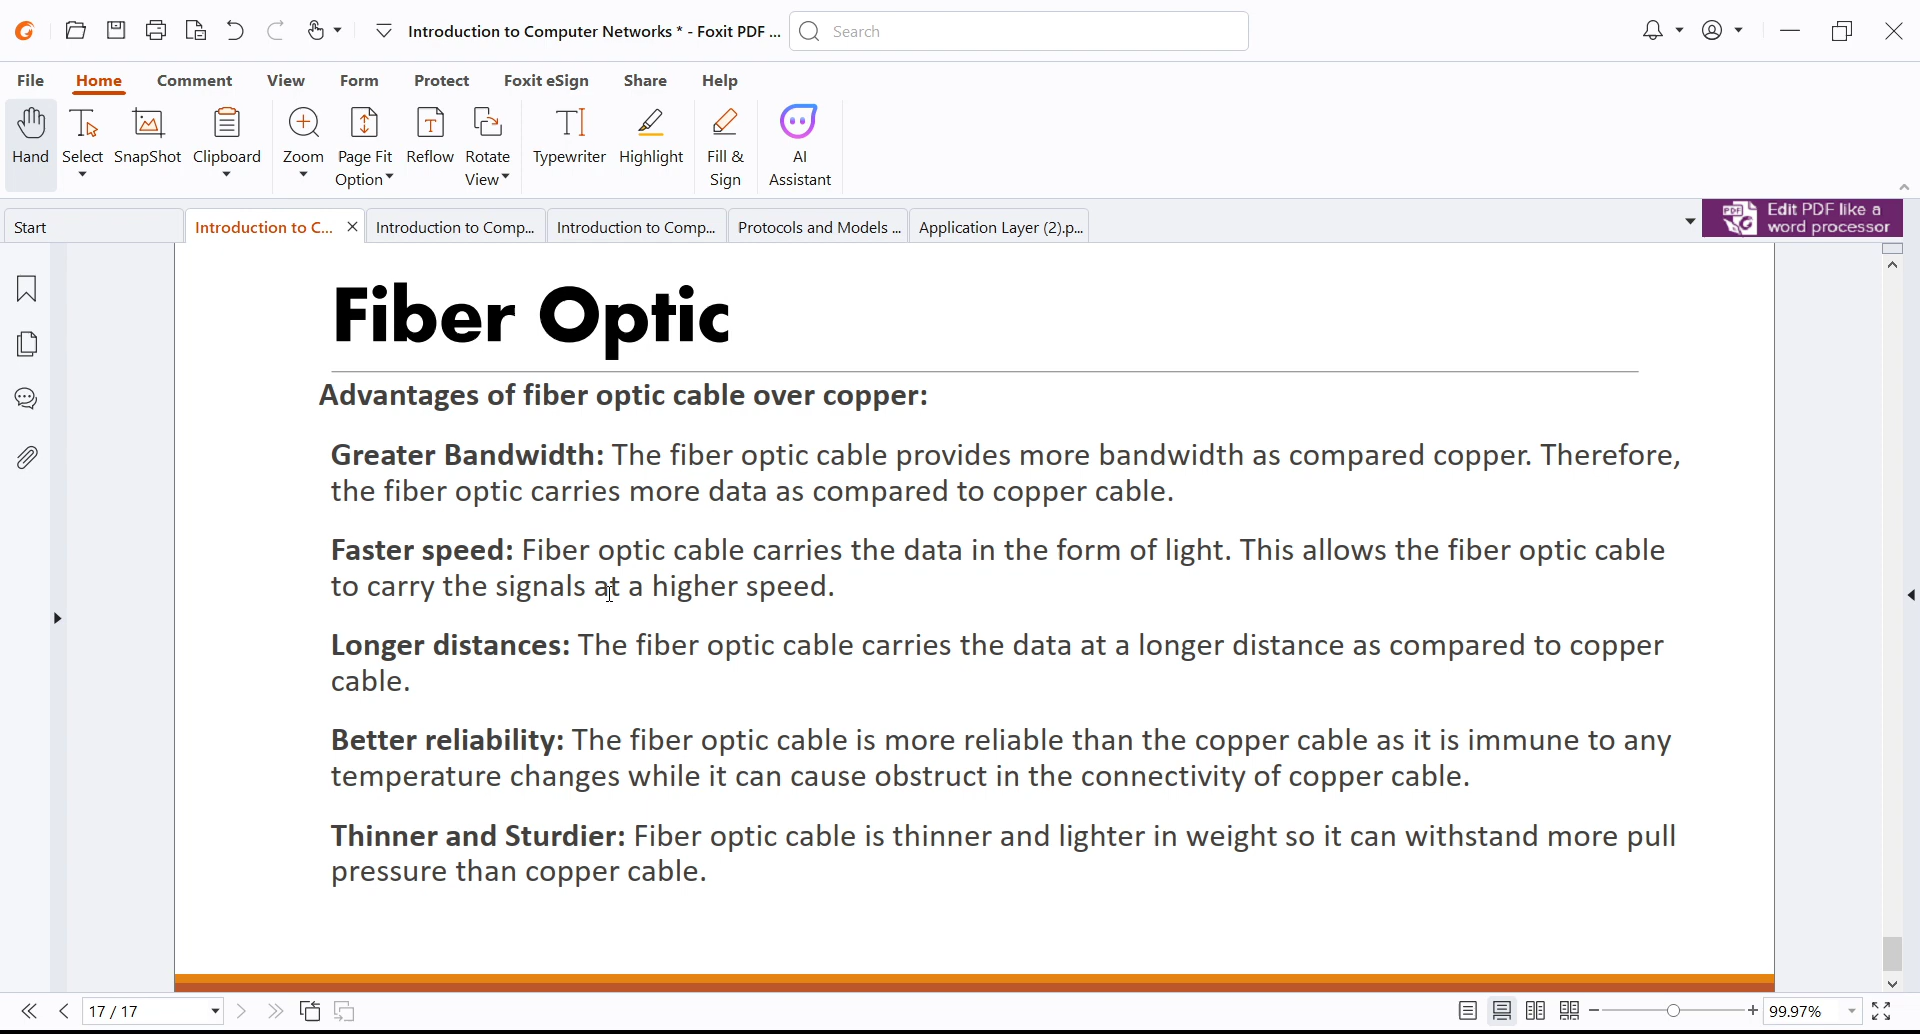 Introduction to Computer Networks * - Foxit PDF ...
Search
File Home Comment View Form Protect Foxit eSign Share Help
Hand Select SnapShot Clipboard Zoom Page Fit Option Reflow Rotate View Typewriter Highlight Fill & Sign AI Assistant
Start
Introduction to C...
Introduction to Comp...
Introduction to Comp...
Protocols and Models ...
Application Layer (2).p...
PDF
Edit PDF like a
word processor
Fiber Optic
Advantages of fiber optic cable over copper:
Greater Bandwidth: The fiber optic cable provides more bandwidth as compared copper. Therefore,
the fiber optic carries more data as compared to copper cable.
Faster speed: Fiber optic cable carries the data in the form of light. This allows the fiber optic cable
to carry the signals at a higher speed.
Longer distances: The fiber optic cable carries the data at a longer distance as compared to copper
cable.
Better reliability: The fiber optic cable is more reliable than the copper cable as it is immune to any
temperature changes while it can cause obstruct in the connectivity of copper cable.
Thinner and Sturdier: Fiber optic cable is thinner and lighter in weight so it can withstand more pull
pressure than copper cable.
17 / 17
99.97%